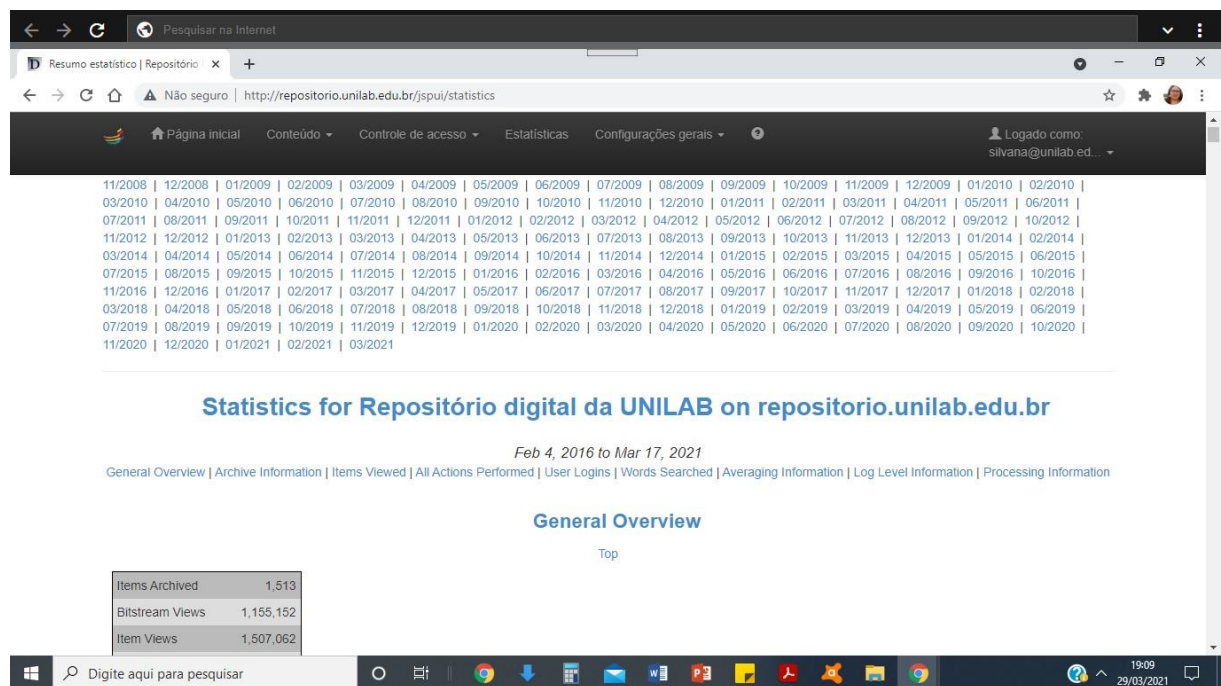 Pesquisar na Internet
Resumo estatístico | Repositório
Não seguro | http://repositorio.unilab.edu.br/jspui/statistics
Página inicial Conteúdo Controle de acesso Estatísticas Configurações gerais Logado como:
silvana@unilab.ed...
11/2008 | 12/2008 | 01/2009 | 02/2009 | 03/2009 | 04/2009 | 05/2009 | 06/2009 | 07/2009 | 08/2009 | 09/2009 | 10/2009 | 11/2009 | 12/2009 | 01/2010 | 02/2010 |
03/2010 | 04/2010 | 05/2010 | 06/2010 | 07/2010 | 08/2010 | 09/2010 | 10/2010 | 11/2010 | 12/2010 | 01/2011 | 02/2011 | 03/2011 | 04/2011 | 05/2011 | 06/2011 |
07/2011 | 08/2011 | 09/2011 | 10/2011 | 11/2011 | 12/2011 | 01/2012 | 02/2012 | 03/2012 | 04/2012 | 05/2012 | 06/2012 | 07/2012 | 08/2012 | 09/2012 | 10/2012 |
11/2012 | 12/2012 | 01/2013 | 02/2013 | 03/2013 | 04/2013 | 05/2013 | 06/2013 | 07/2013 | 08/2013 | 09/2013 | 10/2013 | 11/2013 | 12/2013 | 01/2014 | 02/2014 |
03/2014 | 04/2014 | 05/2014 | 06/2014 | 07/2014 | 08/2014 | 09/2014 | 10/2014 | 11/2014 | 12/2014 | 01/2015 | 02/2015 | 03/2015 | 04/2015 | 05/2015 | 06/2015 |
07/2015 | 08/2015 | 09/2015 | 10/2015 | 11/2015 | 12/2015 | 01/2016 | 02/2016 | 03/2016 | 04/2016 | 05/2016 | 06/2016 | 07/2016 | 08/2016 | 09/2016 | 10/2016 |
11/2016 | 12/2016 | 01/2017 | 02/2017 | 03/2017 | 04/2017 | 05/2017 | 06/2017 | 07/2017 | 08/2017 | 09/2017 | 10/2017 | 11/2017 | 12/2017 | 01/2018 | 02/2018 |
03/2018 | 04/2018 | 05/2018 | 06/2018 | 07/2018 | 08/2018 | 09/2018 | 10/2018 | 11/2018 | 12/2018 | 01/2019 | 02/2019 | 03/2019 | 04/2019 | 05/2019 | 06/2019 |
07/2019 | 08/2019 | 09/2019 | 10/2019 | 11/2019 | 12/2019 | 01/2020 | 02/2020 | 03/2020 | 04/2020 | 05/2020 | 06/2020 | 07/2020 | 08/2020 | 09/2020 | 10/2020 |
11/2020 | 12/2020 | 01/2021 | 02/2021 | 03/2021
Statistics for Repositório digital da UNILAB on repositorio.unilab.edu.br
Feb 4, 2016 to Mar 17, 2021
General Overview | Archive Information | Items Viewed | All Actions Performed | User Logins | Words Searched | Averaging Information | Log Level Information | Processing Information
General Overview
Top
Items Archived 1,513
Bitstream Views 1,155,152
Item Views 1,507,062
Digite aqui para pesquisar
19:09
29/03/2021